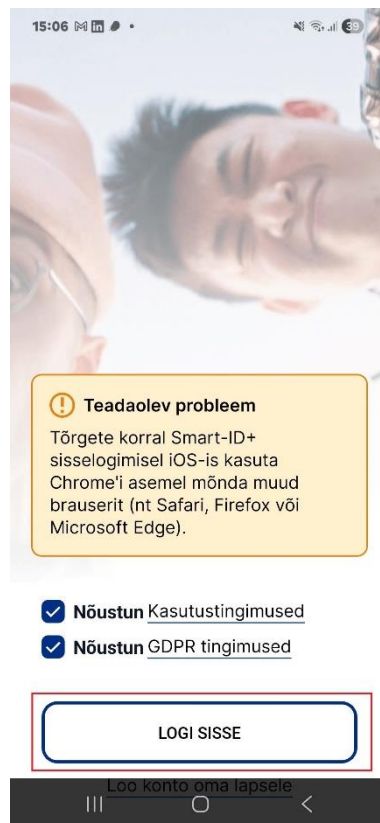 15:06
39
Teadaolev probleem
Tõrgete korral Smart-ID+
sisselogimisel iOS-is kasuta
Chrome'i asemel mõnda muud
brauserit (nt Safari, Firefox või
Microsoft Edge).
Nõustun Kasutustingimused
Nõustun GDPR tingimused
LOGI SISSE
Loo konto oma lapsele